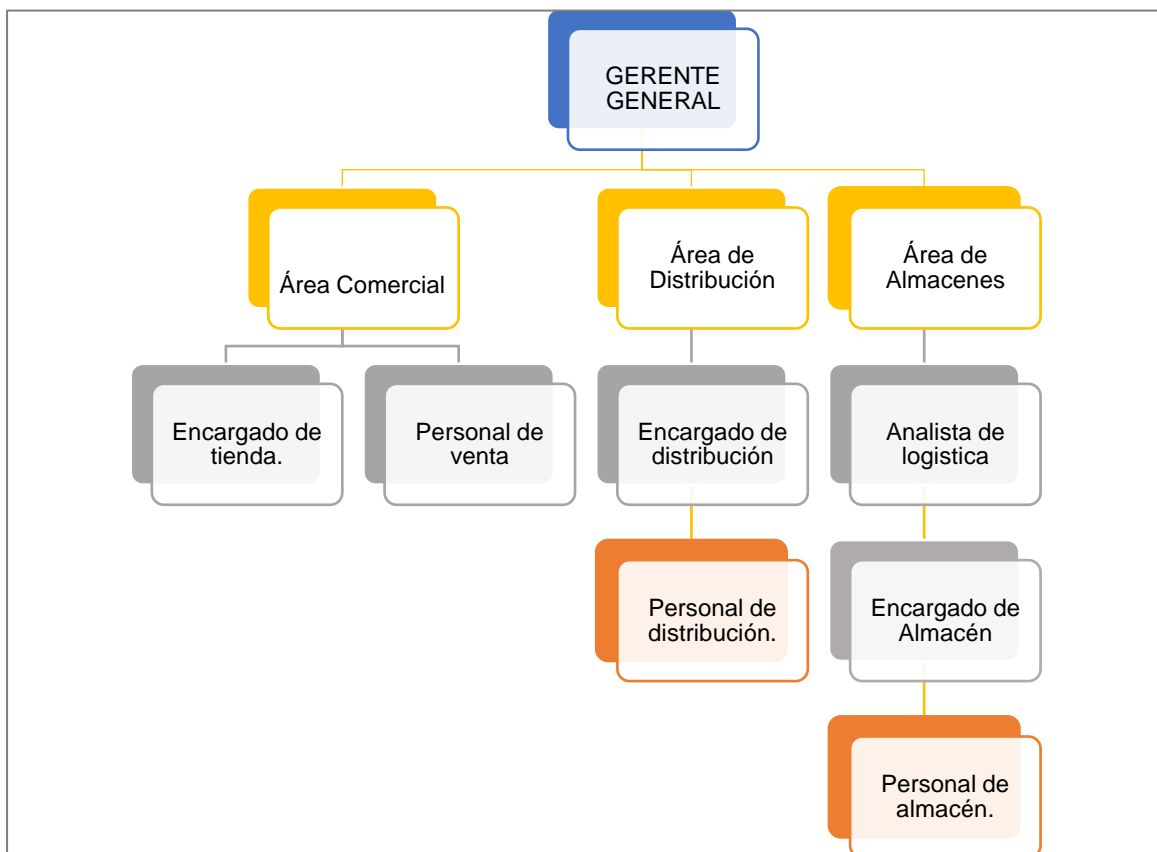 GERENTE
GENERAL
Área Comercial
Área de
Distribución
Área de
Almacenes
Encargado de
tienda.
Personal de
venta
Encargado de
distribución
Analista de
logistica
Personal de
distribución.
Encargado de
Almacén
Personal de
almacén.